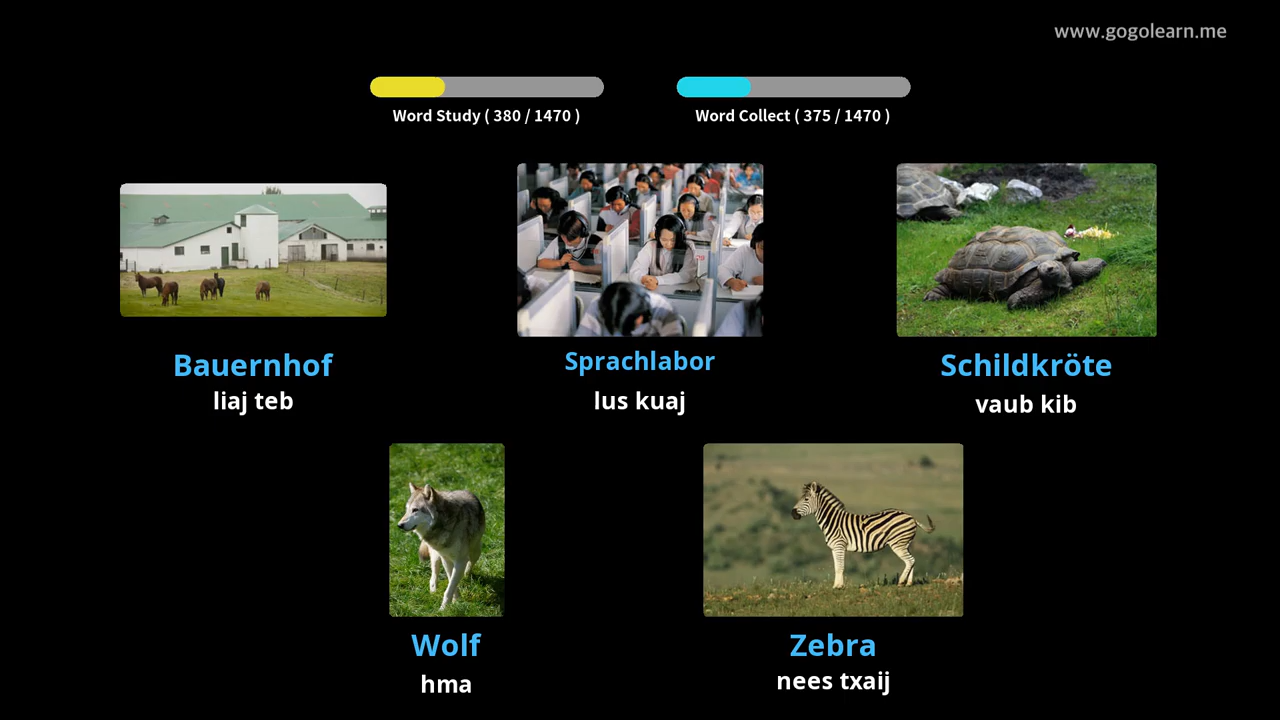 www.gogolearn.me
Word Study ( 380 / 1470 )
Word Collect ( 375 / 1470 )
Bauernhof
liaj teb
Sprachlabor
lus kuaj
Schildkröte
vaub kib
Wolf
hma
Zebra
nees txaij